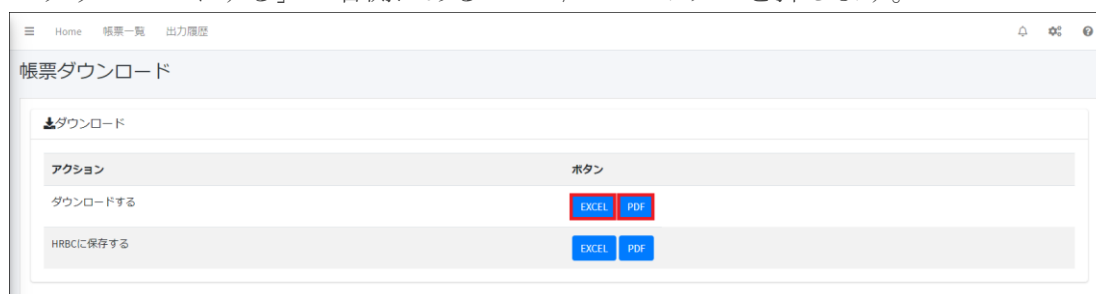 Home 帳票一覧 出力履歴
帳票ダウンロード
ダウンロード
アクション ボタン
ダウンロードする EXCEL PDF
HRBCに保存する EXCEL PDF